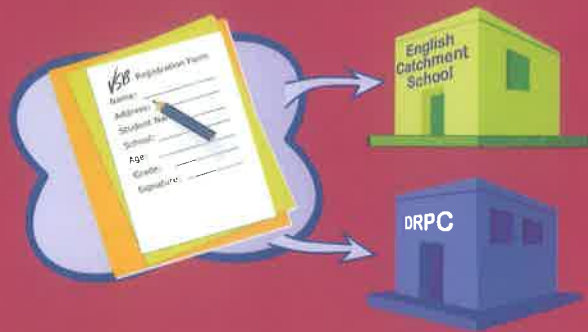 VSB Registration Form
Name:
Address:
Student Na
School:
Age:
Grade:
Signature:
English
Catchment
School
DRPC